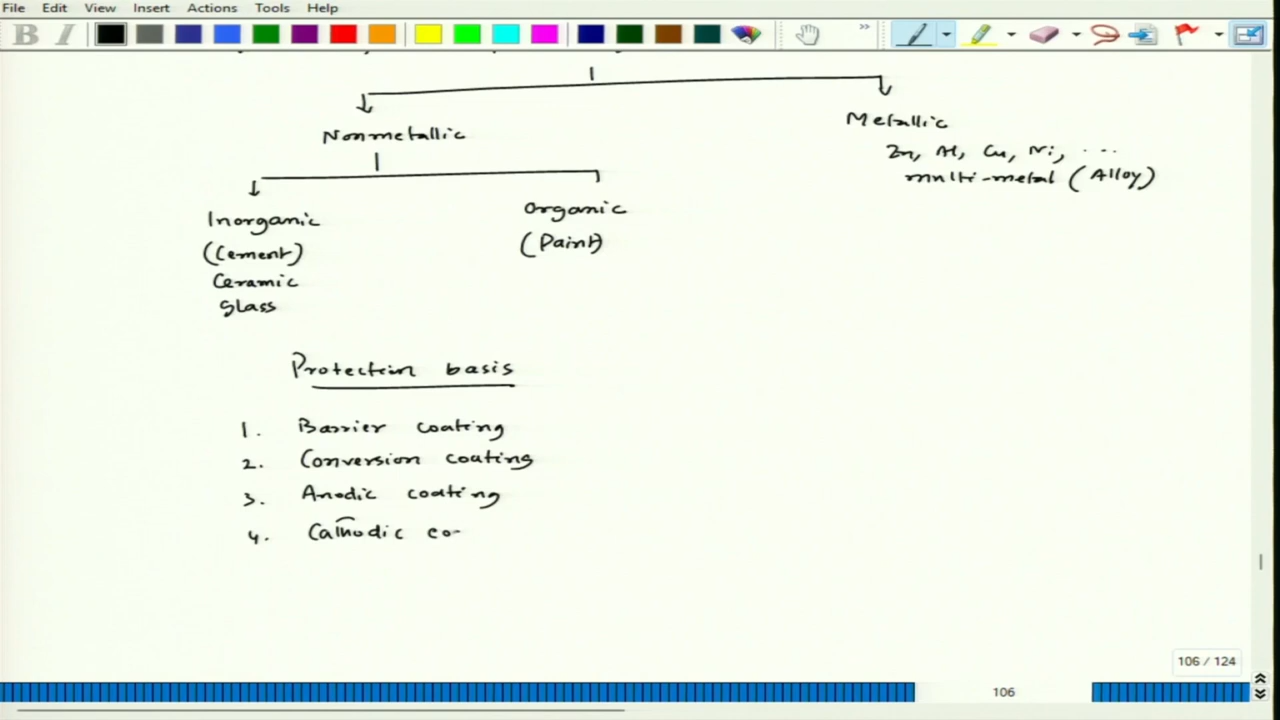 File Edit View Insert Actions Tools Help
B I
Nonmetallic
Metallic
Zn, Al, Cu, Ni, ...
multi-metal (Alloy)
Inorganic
(Cement)
Ceramic
Glass
Organic
(Paint)
Protection basis
1. Barrier coating
2. Conversion coating
3. Anodic coating
4. Cathodic co
106 / 124
106